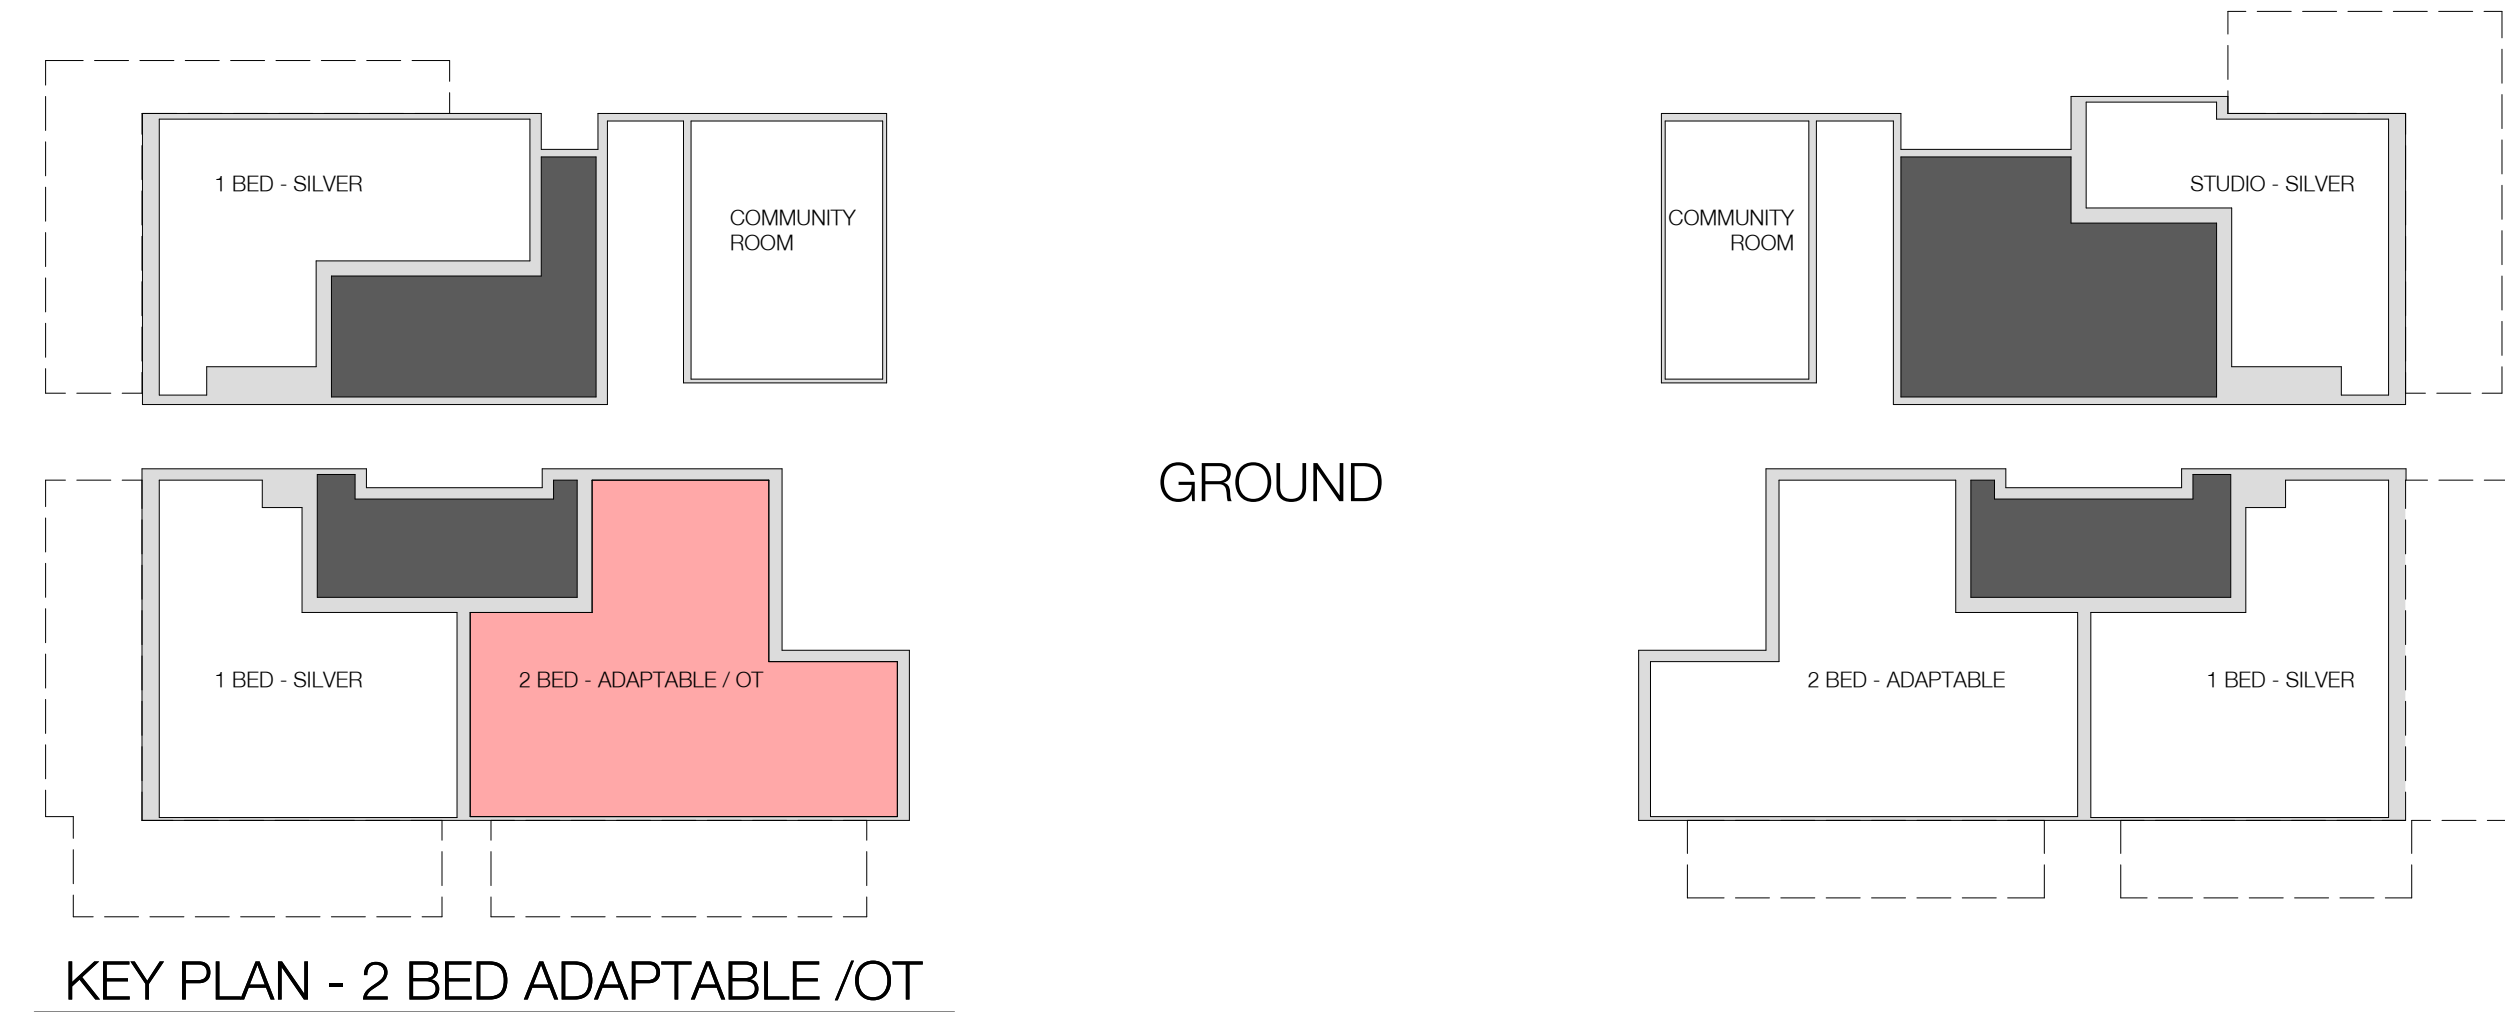 1 BED - SILVER
COMMUNITY
ROOM
COMMUNITY
ROOM
STUDIO - SILVER
GROUND
1 BED - SILVER
2 BED - ADAPTABLE / OT
2 BED - ADAPTABLE
1 BED - SILVER
KEY PLAN - 2 BED ADAPTABLE /OT